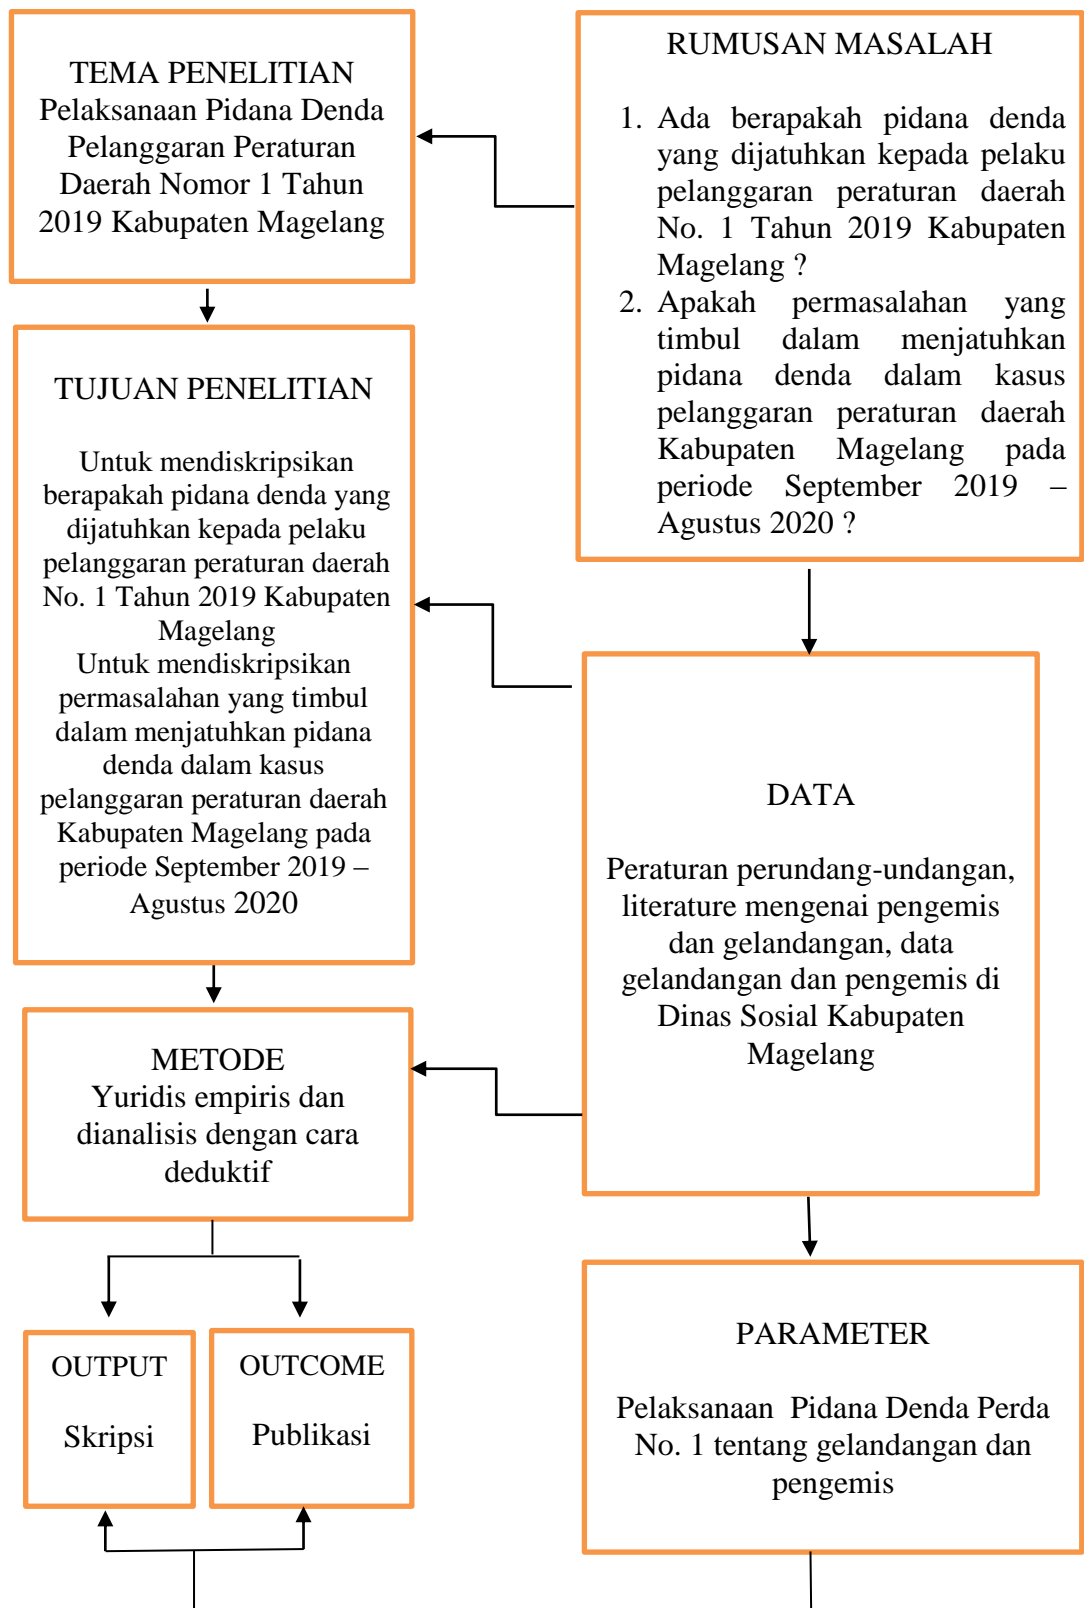 TEMA PENELITIAN
Pelaksanaan Pidana Denda
Pelanggaran Peraturan
Daerah Nomor 1 Tahun
2019 Kabupaten Magelang
RUMUSAN MASALAH
1. Ada berapakah pidana denda
yang dijatuhkan kepada pelaku
pelanggaran peraturan daerah
No. 1 Tahun 2019 Kabupaten
Magelang ?
2. Apakah permasalahan yang
timbul dalam menjatuhkan
pidana denda dalam kasus
pelanggaran peraturan daerah
Kabupaten Magelang pada
periode September 2019 –
Agustus 2020 ?
TUJUAN PENELITIAN
Untuk mendiskripsikan
berapakah pidana denda yang
dijatuhkan kepada pelaku
pelanggaran peraturan daerah
No. 1 Tahun 2019 Kabupaten
Magelang
Untuk mendiskripsikan
permasalahan yang timbul
dalam menjatuhkan pidana
denda dalam kasus
pelanggaran peraturan daerah
Kabupaten Magelang pada
periode September 2019 –
Agustus 2020
DATA
Peraturan perundang-undangan,
literature mengenai pengemis
dan gelandangan, data
gelandangan dan pengemis di
Dinas Sosial Kabupaten
Magelang
METODE
Yuridis empiris dan
dianalisis dengan cara
deduktif
OUTPUT
Skripsi
OUTCOME
Publikasi
PARAMETER
Pelaksanaan Pidana Denda Perda
No. 1 tentang gelandangan dan
pengemis